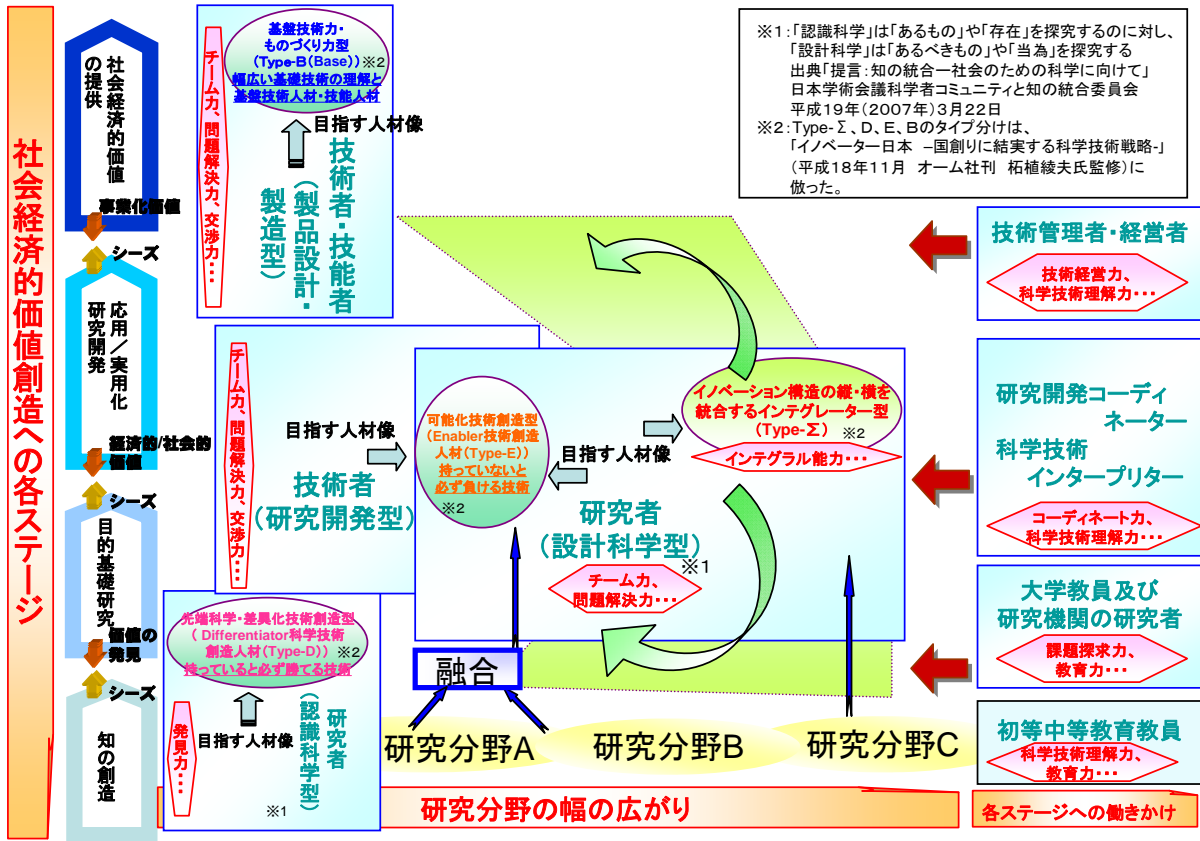 社会経済的価値創造への各ステージ
社会経済的価値
の提供
事業化価値
シーズ
応用／実用化
研究開発
経済的/社会的
価値
シーズ
目的基礎研究
価値の
発見
シーズ
知の創造
チーム力、問題解決力、交渉力・・・
基盤技術力・
ものづくり力型
(Type-B(Base)) ※2
幅広い基礎技術の理解と
基盤技術人材・技能人材
目指す人材像
技術者・技能者
（製品設計・
製造型）
※1：「認識科学」は「あるもの」や「存在」を探究するのに対し、
「設計科学」は「あるべきもの」や「当為」を探究する
出典「提言：知の統合―社会のための科学に向けて」
日本学術会議科学者コミュニティと知の統合委員会
平成19年（2007年）3月22日
※2：Type-Σ、D、E、Bのタイプ分けは、
「イノベーター日本　–国創りに結実する科学技術戦略-」
（平成18年11月　オーム社刊　柘植綾夫氏監修）に
倣った。
チーム力、問題解決力、交渉力・・・
目指す人材像
技術者
（研究開発型）
可能化技術創造型
(Enabler技術創造
人材(Type-E))
持っていないと
必ず負ける技術
※2
目指す人材像
イノベーション構造の縦・横を
統合するインテグレーター型
(Type-Σ) ※2
インテグラル能力・・・
研究者
（設計科学型）
※1
チーム力、
問題解決力・・・
先端科学・差異化技術創造型
( Differentiator科学技術
創造人材(Type-D)) ※2
持っていると必ず勝てる技術
目指す人材像
発見力・・・
研究者
（認識科学型）
※1
融合
研究分野A
研究分野B
研究分野C
研究分野の幅の広がり
技術管理者・経営者
技術経営力、
科学技術理解力・・・
研究開発コーディ
ネーター
科学技術
インタープリター
コーディネート力、
科学技術理解力・・・
大学教員及び
研究機関の研究者
課題探求力、
教育力・・・
初等中等教育教員
科学技術理解力、
教育力・・・
各ステージへの働きかけ